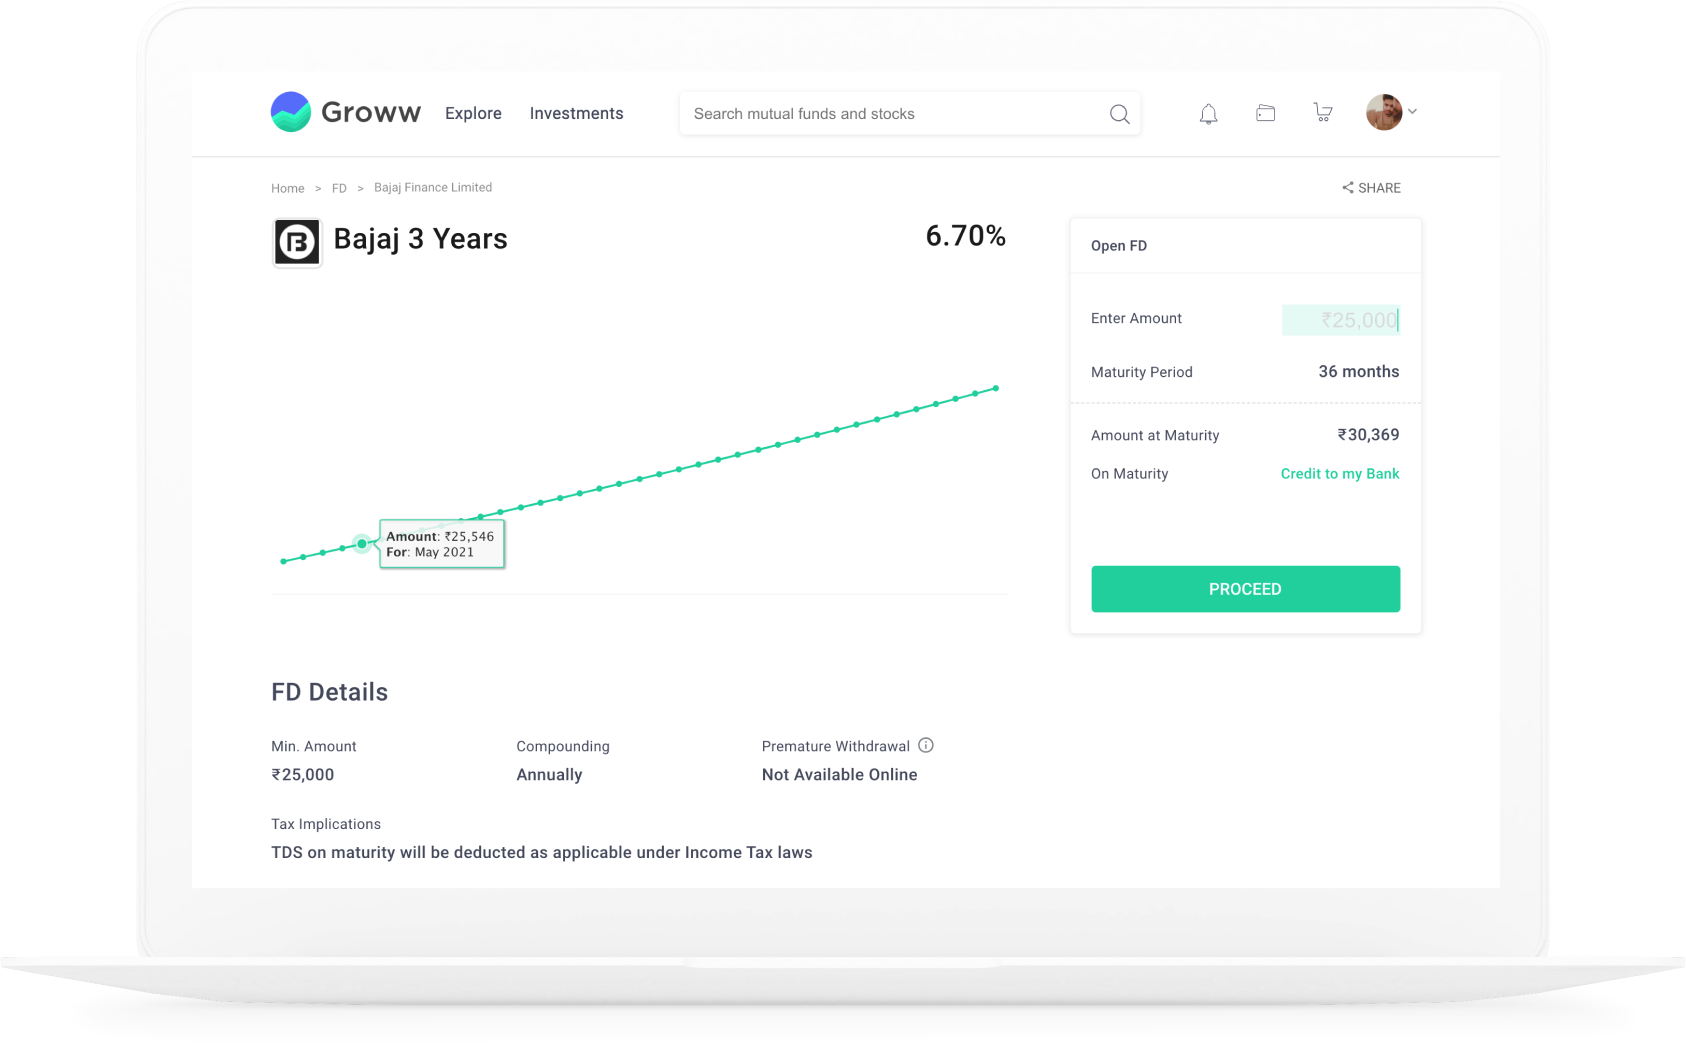 Groww
Explore
Investments
Search mutual funds and stocks
Home > FD > Bajaj Finance Limited
SHARE
B
Bajaj 3 Years
6.70%
Amount: ₹25,546
For: May 2021
Open FD
Enter Amount
₹25,000
Maturity Period
36 months
Amount at Maturity
₹30,369
On Maturity
Credit to my Bank
PROCEED
FD Details
Min. Amount
₹25,000
Compounding
Annually
Premature Withdrawal
Not Available Online
Tax Implications
TDS on maturity will be deducted as applicable under Income Tax laws